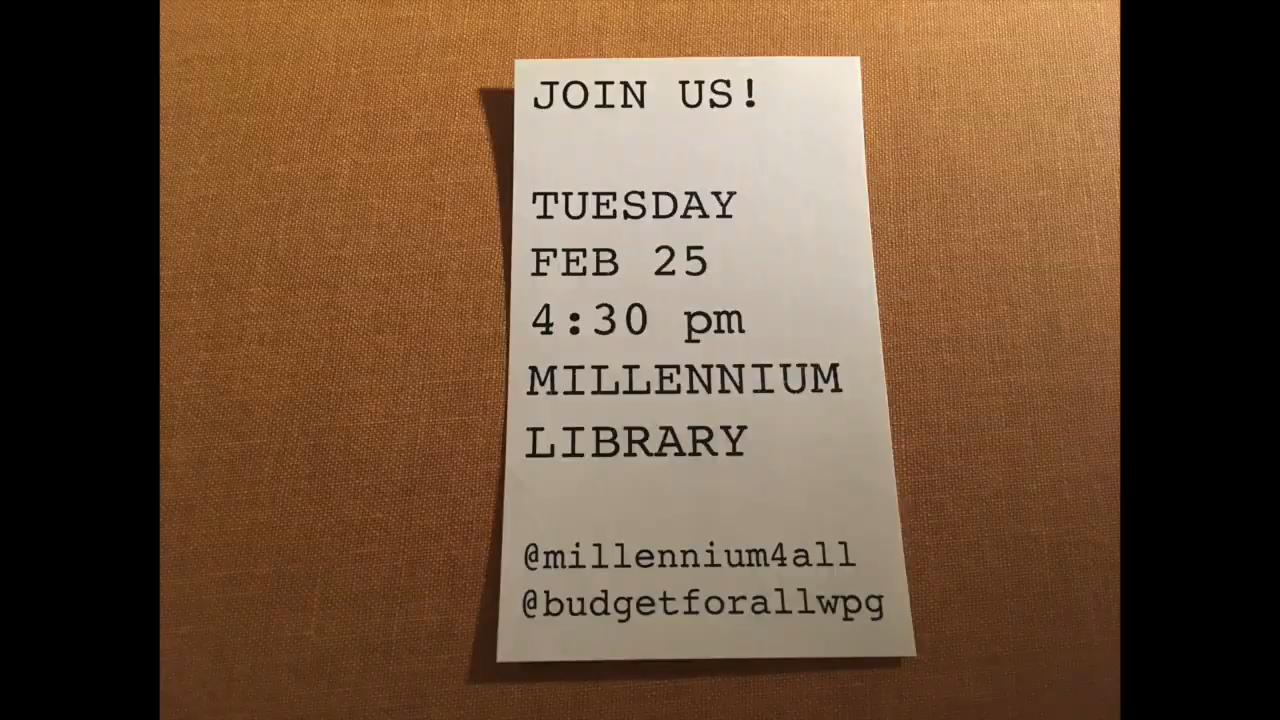 JOIN US!
TUESDAY
FEB 25
4:30 pm
MILLENNIUM
LIBRARY
@millennium4all
@budgetforallwpg